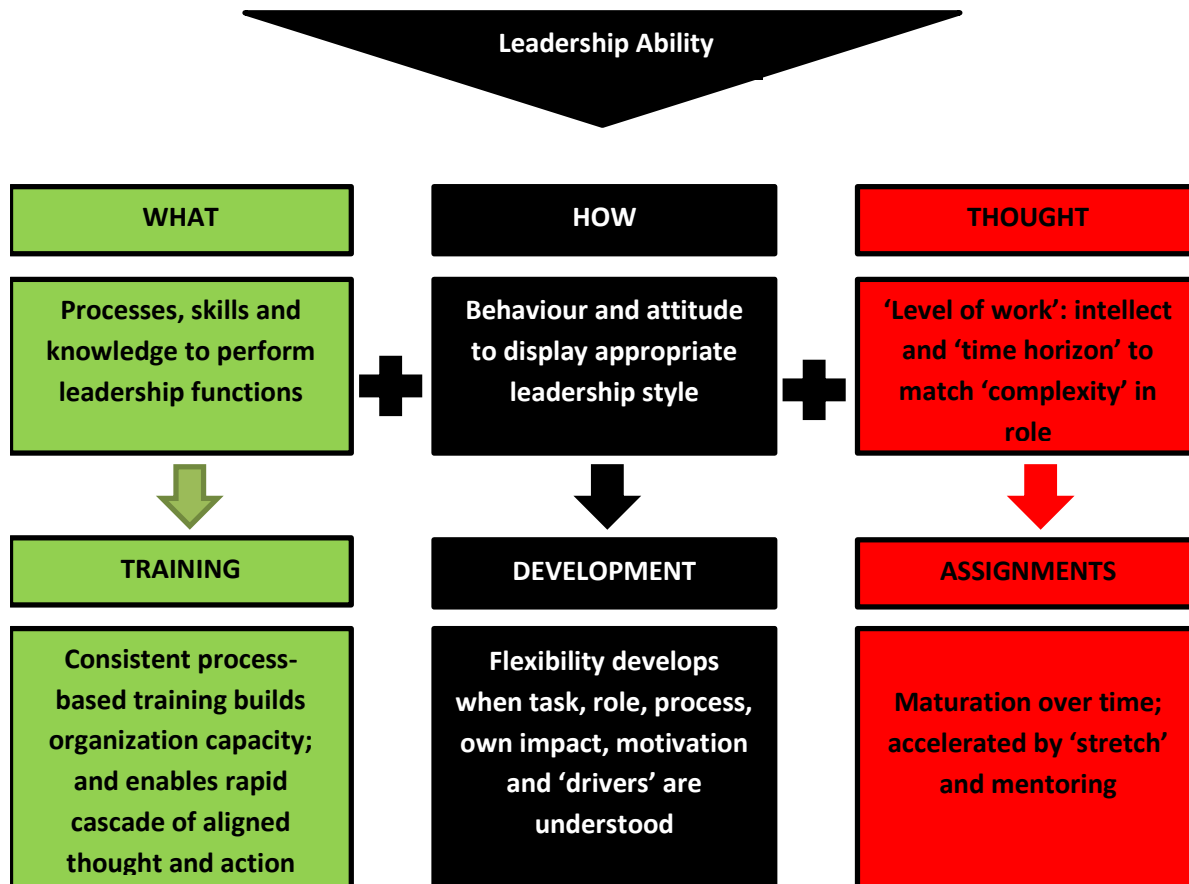 Leadership Ability
WHAT
HOW
THOUGHT
Processes, skills and
knowledge to perform
leadership functions
Behaviour and attitude
to display appropriate
leadership style
‘Level of work’: intellect
and ‘time horizon’ to
match ‘complexity’ in
role
TRAINING
DEVELOPMENT
ASSIGNMENTS
Consistent process-
based training builds
organization capacity;
and enables rapid
cascade of aligned
thought and action
Flexibility develops
when task, role, process,
own impact, motivation
and ‘drivers’ are
understood
Maturation over time;
accelerated by ‘stretch’
and mentoring